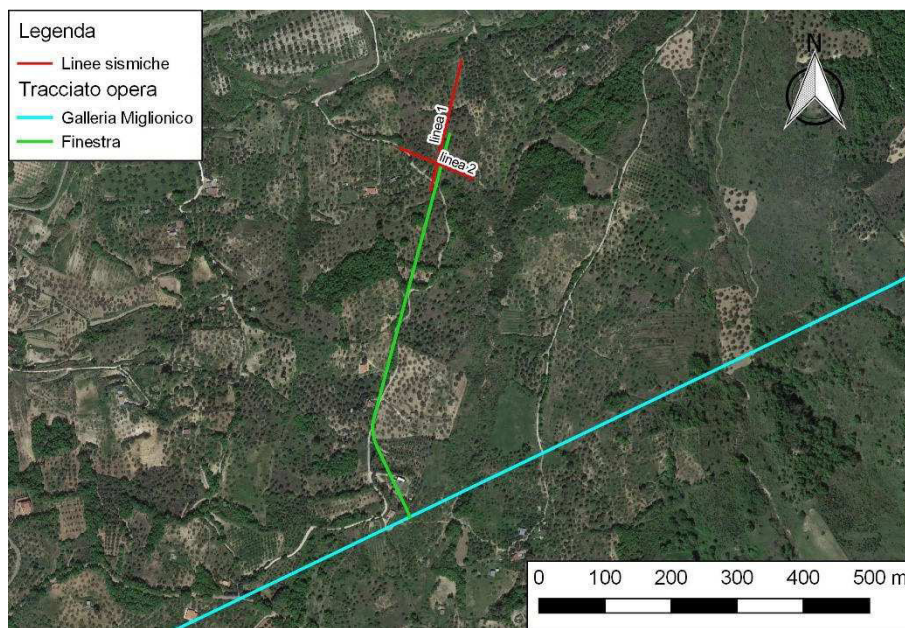 Legenda
Linee sismiche
Tracciato opera
Galleria Miglionico
Finestra
N
linea 1
linea 2
0 100 200 300 400 500 m